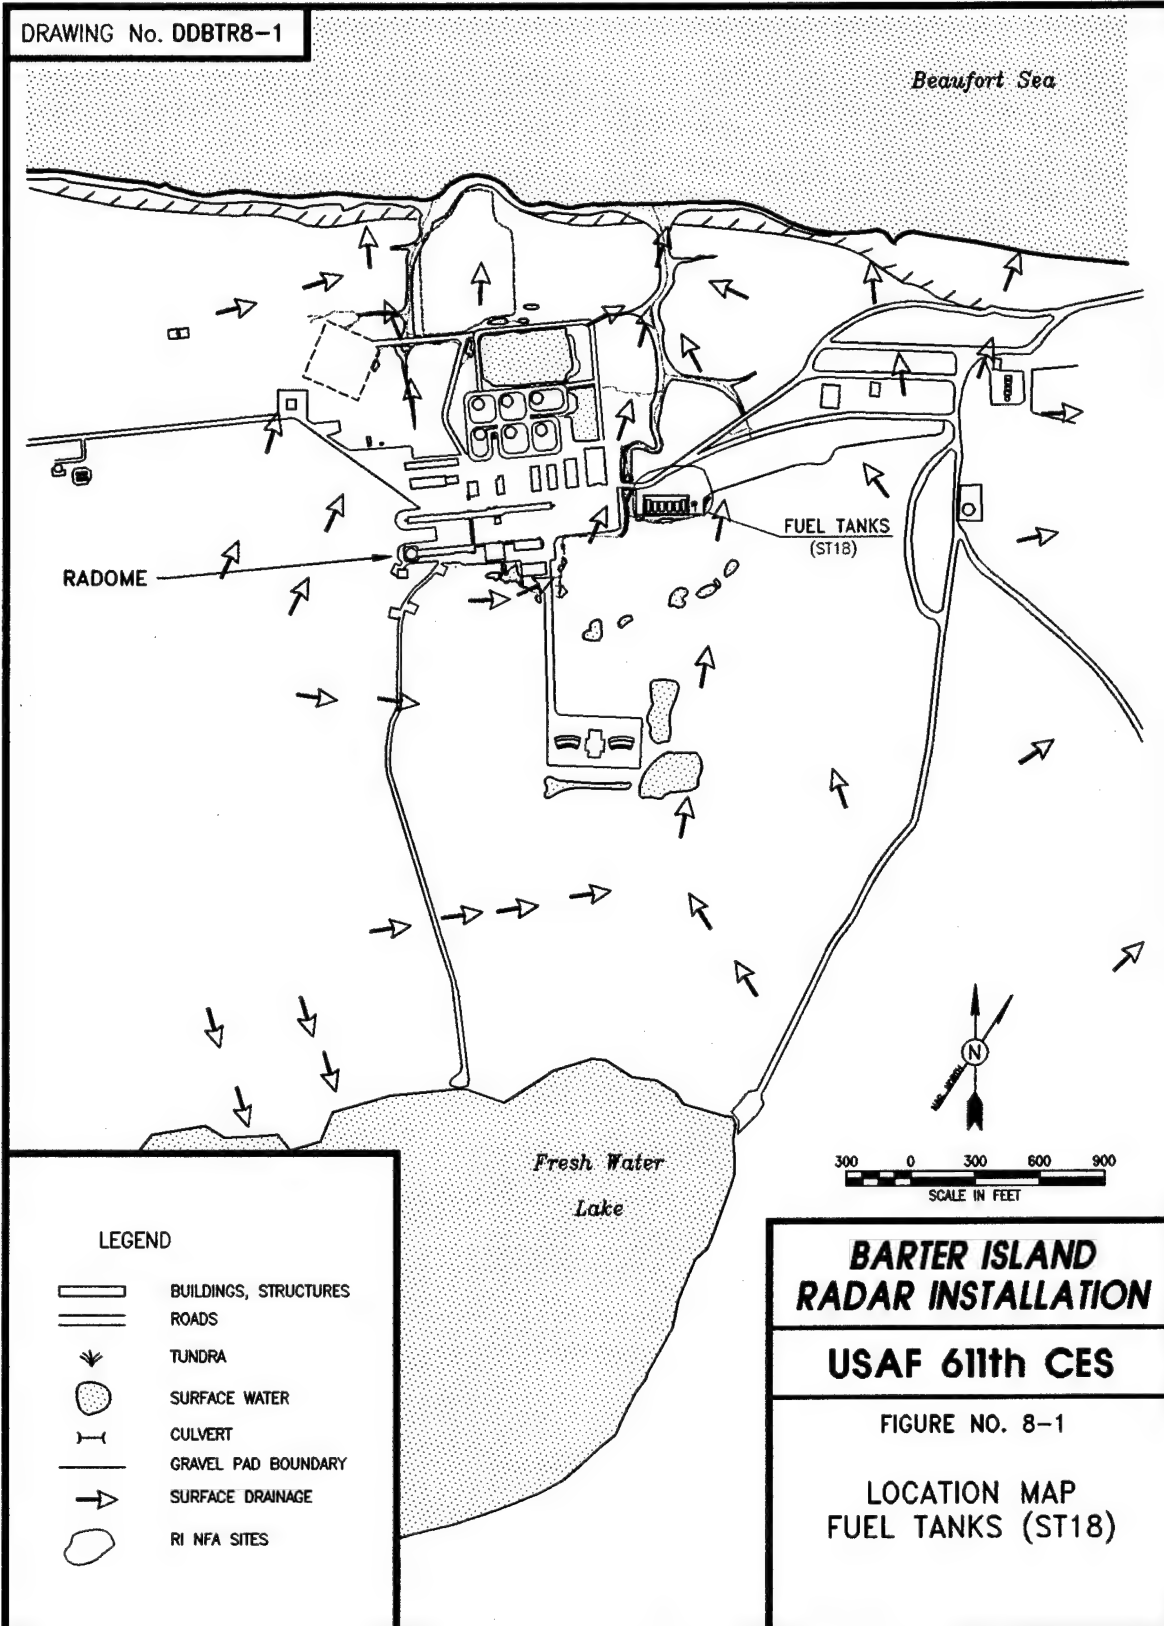 DRAWING No. DDBTR8-1
Beaufort Sea
FUEL TANKS
(ST18)
RADOME
N
300 0 300 600 900
SCALE IN FEET
Fresh Water
Lake
LEGEND
BUILDINGS, STRUCTURES
ROADS
TUNDRA
SURFACE WATER
CULVERT
GRAVEL PAD BOUNDARY
SURFACE DRAINAGE
RI NFA SITES
BARTER ISLAND
RADAR INSTALLATION
USAF 611th CES
FIGURE NO. 8-1
LOCATION MAP
FUEL TANKS (ST18)